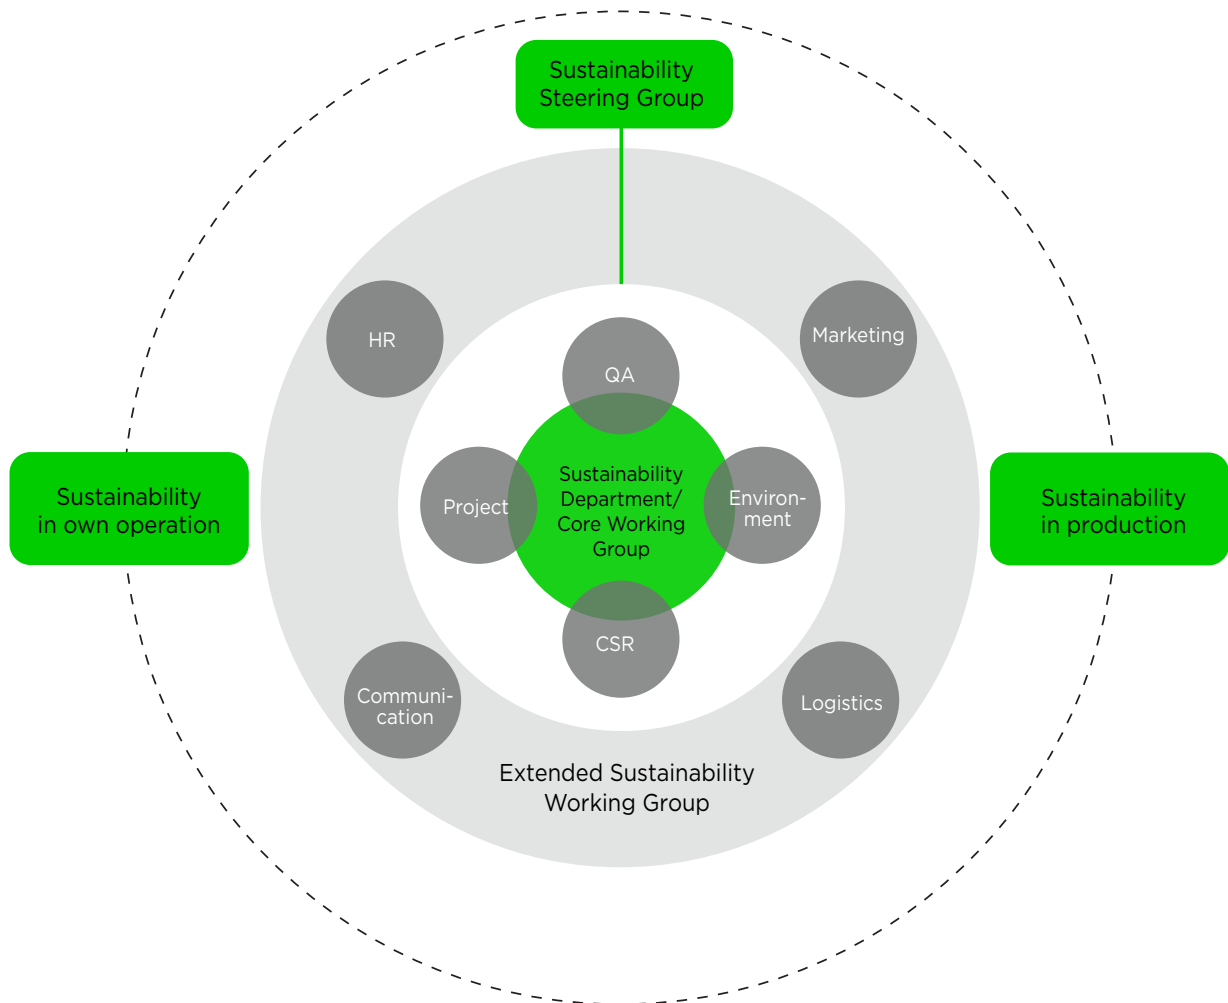 Sustainability
Steering Group
HR
Marketing
QA
Sustainability
Department/
Core Working
Group
Project
Environ-
ment
Sustainability
in own operation
Sustainability
in production
CSR
Communi-
cation
Logistics
Extended Sustainability
Working Group